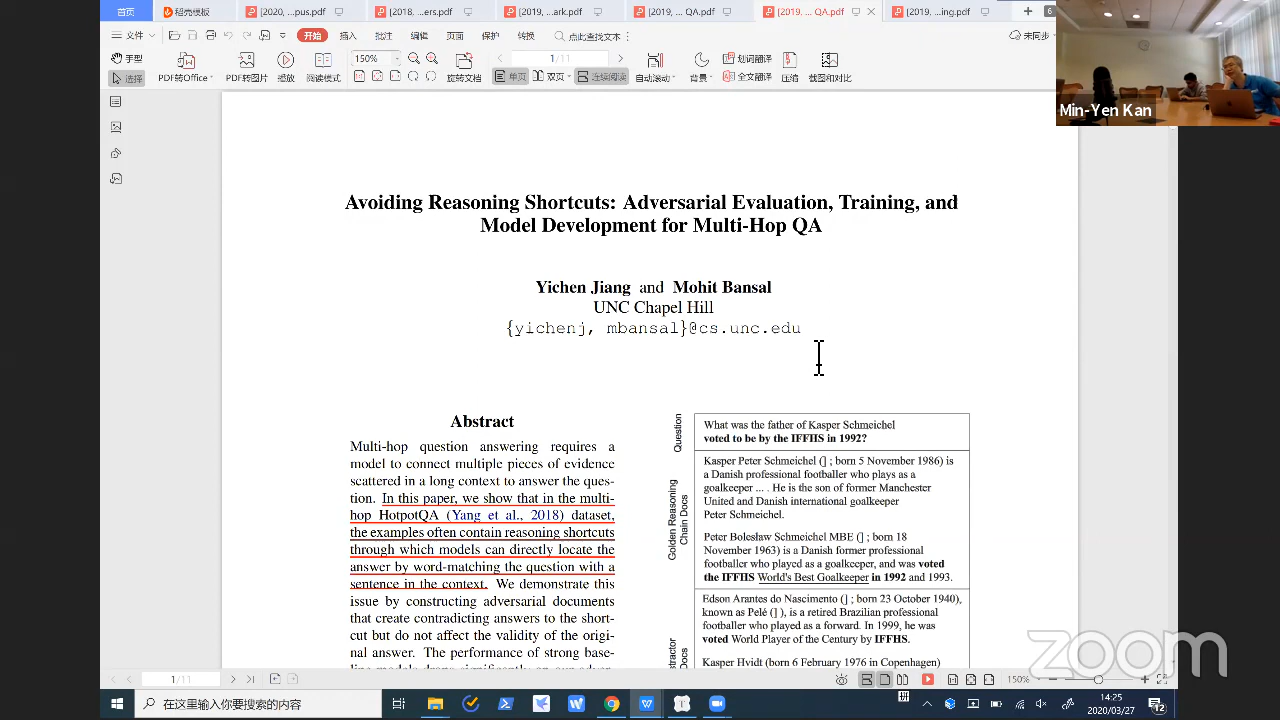 首页
稻壳模板
[2020, ...pus.pdf
[2018. ...ers.pdf
[2019, ...rk.pdf
[2019, ... QA.pdf
[2019. ... QA.pdf
[2019, ...ing.pdf
6
文件
开始
插入
批注
编辑
页面
保护
转换
点此查找文本
未同步
手型
选择
PDF转Office
PDF转图片
播放
阅读模式
150%
旋转文档
1/11
单页
双页
连续阅读
自动滚动
背景
划词翻译
全文翻译
压缩
截图和对比
Min-Yen Kan
Avoiding Reasoning Shortcuts: Adversarial Evaluation, Training, and
Model Development for Multi-Hop QA
Yichen Jiang and Mohit Bansal
UNC Chapel Hill
{yichenj, mbansal}@cs.unc.edu
Abstract
Multi-hop question answering requires a
model to connect multiple pieces of evidence
scattered in a long context to answer the ques-
tion. In this paper, we show that in the multi-
hop HotpotQA (Yang et al., 2018) dataset,
the examples often contain reasoning shortcuts
through which models can directly locate the
answer by word-matching the question with a
sentence in the context. We demonstrate this
issue by constructing adversarial documents
that create contradicting answers to the short-
cut but do not affect the validity of the origi-
nal answer. The performance of strong base-
Question
What was the father of Kasper Schmeichel
voted to be by the IFFHS in 1992?
Golden Reasoning
Chain Docs
Kasper Peter Schmeichel (] ; born 5 November 1986) is
a Danish professional footballer who plays as a
goalkeeper ... . He is the son of former Manchester
United and Danish international goalkeeper
Peter Schmeichel.
Peter Bolesław Schmeichel MBE (] ; born 18
November 1963) is a Danish former professional
footballer who played as a goalkeeper, and was voted
the IFFHS World's Best Goalkeeper in 1992 and 1993.
Edson Arantes do Nascimento (] ; born 23 October 1940),
known as Pelé (] ), is a retired Brazilian professional
footballer who played as a forward. In 1999, he was
voted World Player of the Century by IFFHS.
Kasper Hvidt (born 6 February 1976 in Copenhagen)
zoom
1/11
150%
在这里输入你要搜索的内容
14:25
2020/03/27
12